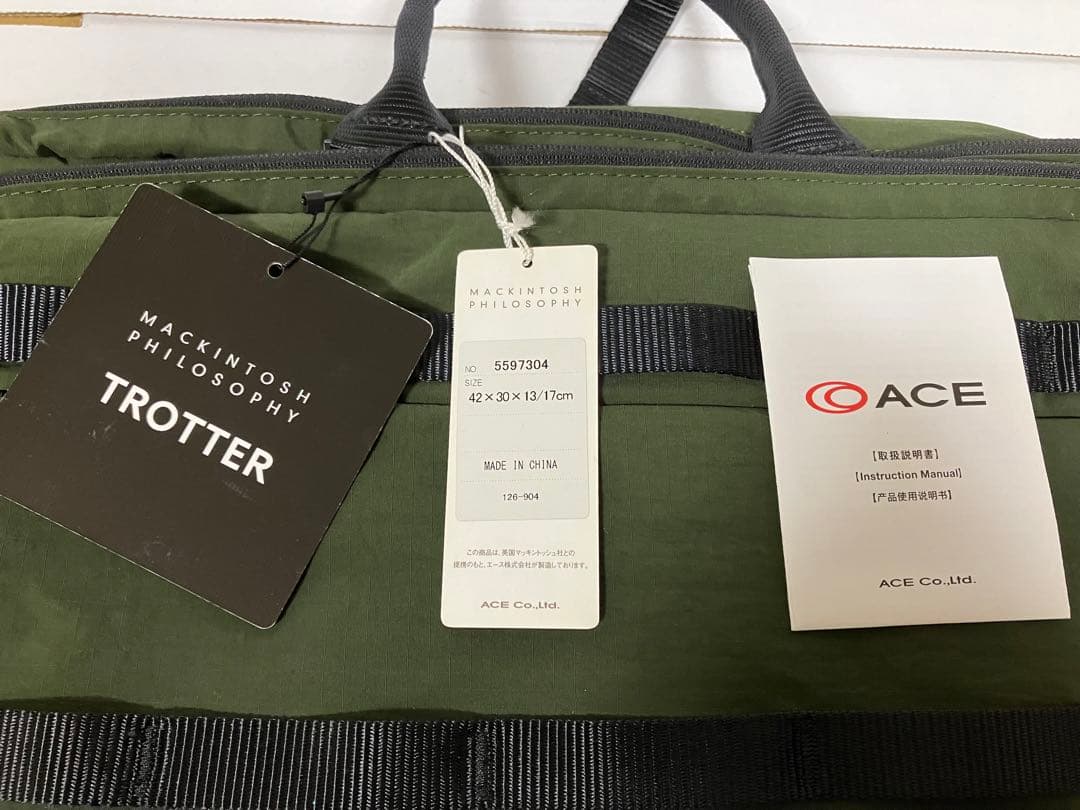 MACKINTOSH
PHILOSOPHY
TROTTER
MACKINTOSH
PHILOSOPHY
NO 5597304
SIZE
42×30×13/17cm
MADE IN CHINA
126-904
この商品は、英国マッキントッシュ社との
提携のもと、エース株式会社が製造しております。
ACE Co.,Ltd.
ACE
【取扱説明書】
【Instruction Manual】
【产品使用说明书】
ACE Co.,Ltd.